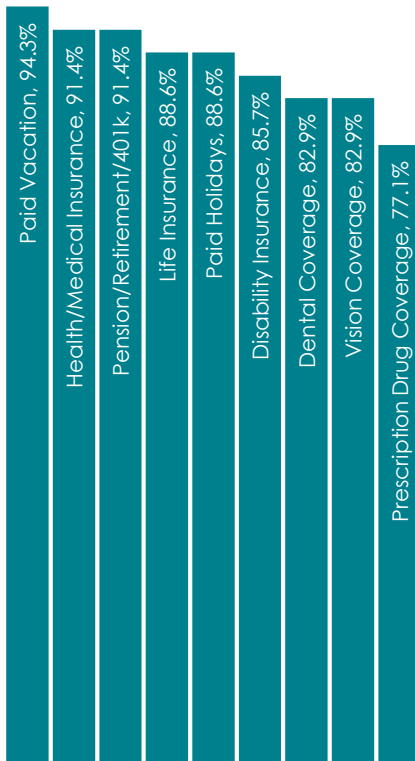 Paid Vacation, 94.3%
Health/Medical Insurance, 91.4%
Pension/Retirement/401k, 91.4%
Life Insurance, 88.6%
Paid Holidays, 88.6%
Disability Insurance, 85.7%
Dental Coverage, 82.9%
Vision Coverage, 82.9%
Prescription Drug Coverage, 77.1%